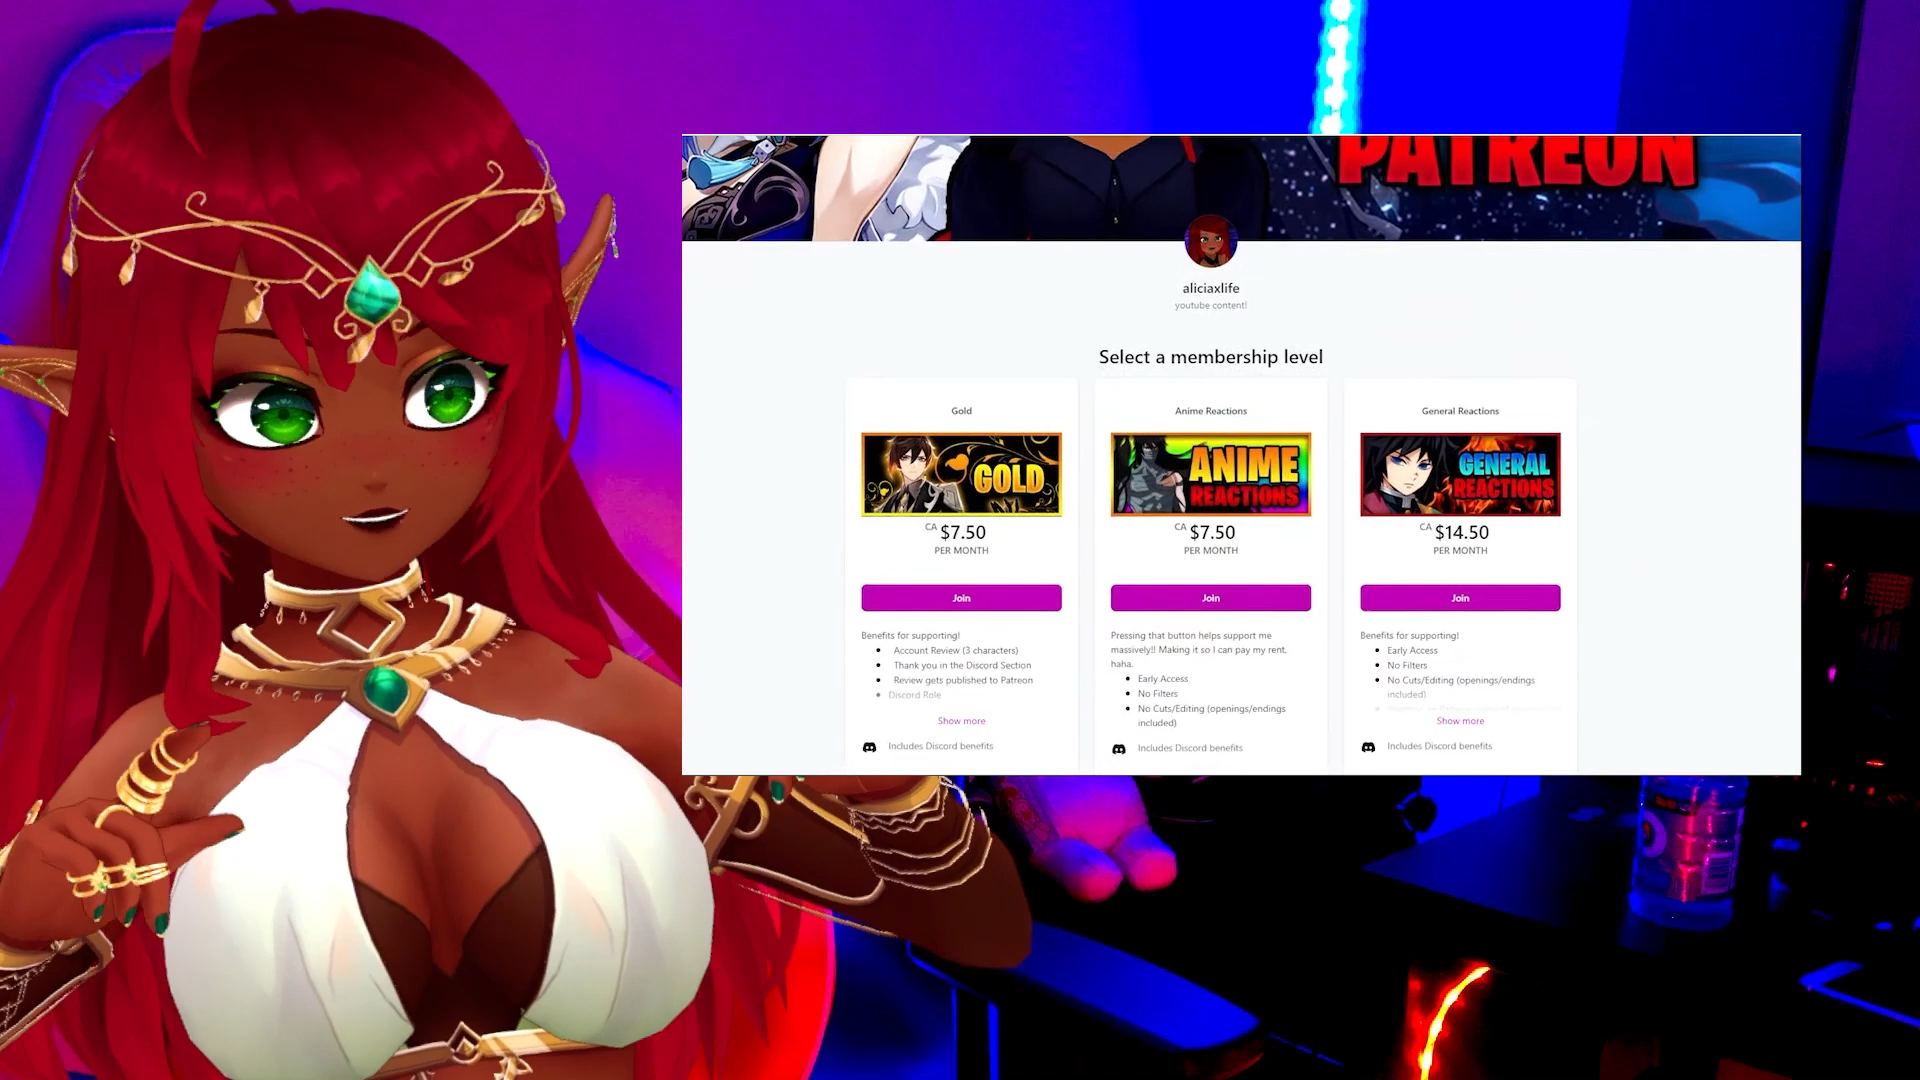 PATREON
aliciaxlife
youtube content!
Select a membership level
Gold
GOLD
CA $7.50
PER MONTH
Join
Benefits for supporting!
Account Review (3 characters)
Thank you in the Discord Section
Review gets published to Patreon
Discord Role
Show more
Includes Discord benefits
Anime Reactions
ANIME
REACTIONS
CA $7.50
PER MONTH
Join
Pressing that button helps support me
massively!! Making it so I can pay my rent,
haha.
Early Access
No Filters
No Cuts/Editing (openings/endings
included)
Includes Discord benefits
General Reactions
GENERAL
REACTIONS
CA $14.50
PER MONTH
Join
Benefits for supporting!
Early Access
No Filters
No Cuts/Editing (openings/endings
included)
Show more
Includes Discord benefits